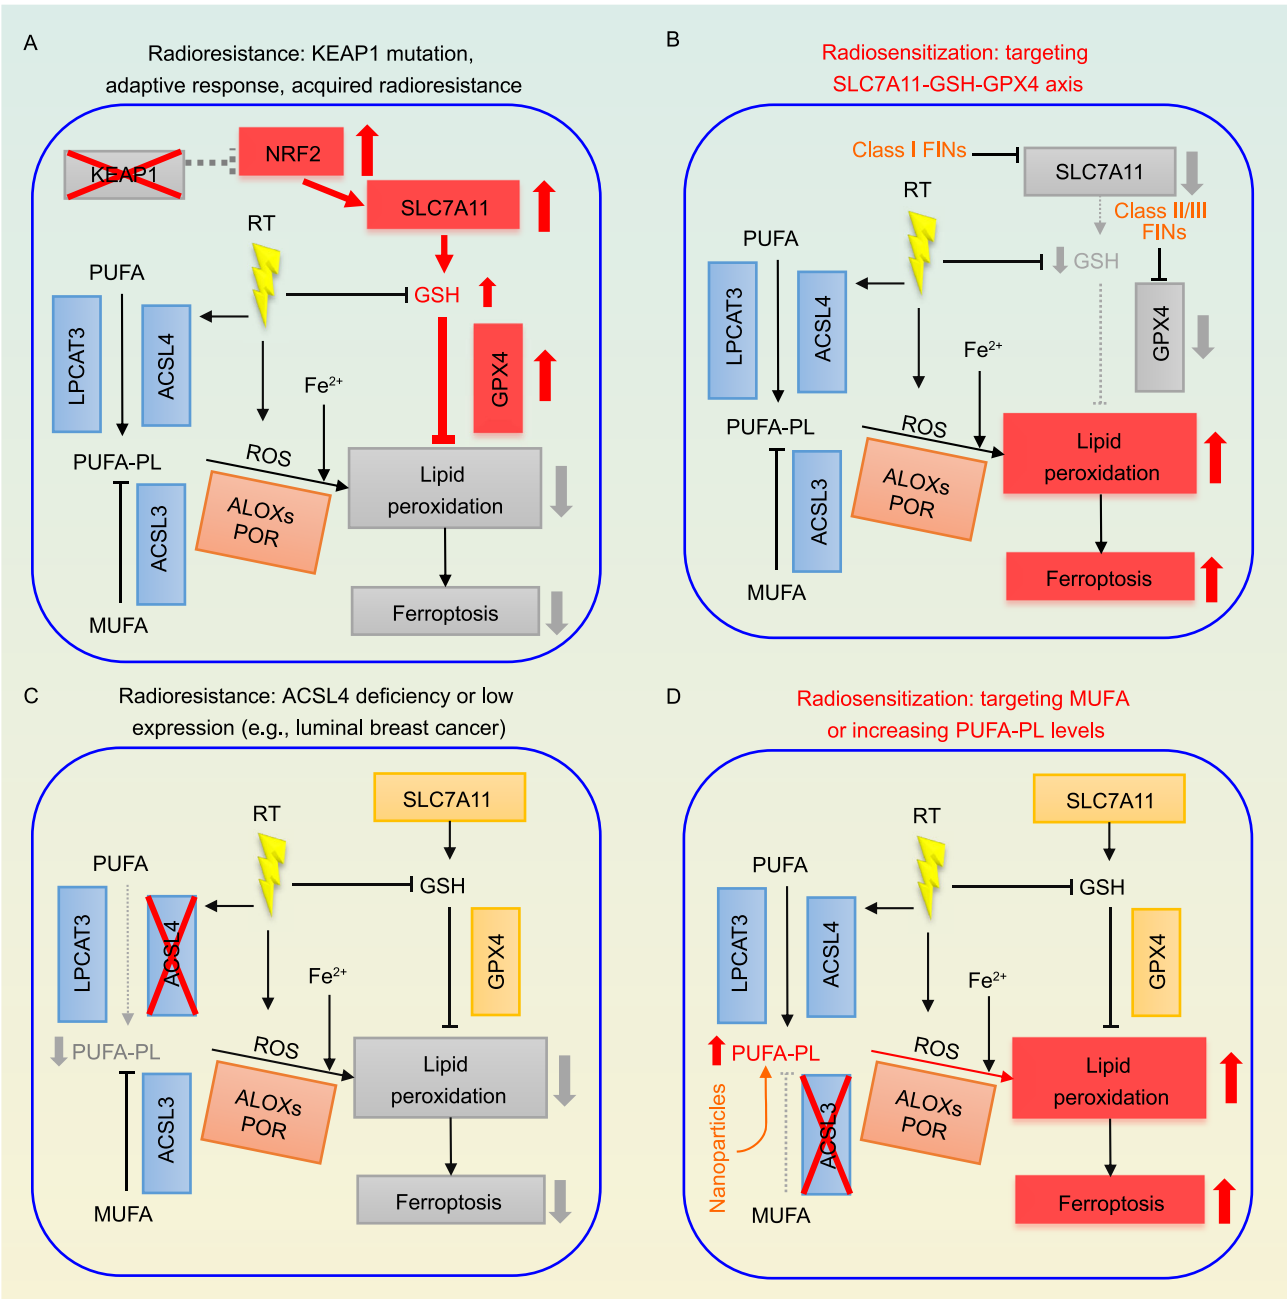 A
Radioresistance: KEAP1 mutation,
adaptive response, acquired radioresistance
KEAP1
NRF2
SLC7A11
RT
PUFA
GSH
LPCAT3
ACSL4
GPX4
Fe2+
PUFA-PL
ROS
ALOXs
POR
Lipid
peroxidation
ACSL3
MUFA
Ferroptosis
B
Radiosensitization: targeting
SLC7A11-GSH-GPX4 axis
Class I FINs
SLC7A11
RT
Class II/III
FINs
PUFA
GSH
LPCAT3
ACSL4
GPX4
Fe2+
PUFA-PL
ROS
ALOXs
POR
Lipid
peroxidation
ACSL3
MUFA
Ferroptosis
C
Radioresistance: ACSL4 deficiency or low
expression (e.g., luminal breast cancer)
SLC7A11
RT
PUFA
GSH
LPCAT3
ACSL4
GPX4
Fe2+
PUFA-PL
ROS
ALOXs
POR
Lipid
peroxidation
ACSL3
MUFA
Ferroptosis
D
Radiosensitization: targeting MUFA
or increasing PUFA-PL levels
SLC7A11
RT
PUFA
GSH
LPCAT3
ACSL4
GPX4
Fe2+
PUFA-PL
ROS
ALOXs
POR
Lipid
peroxidation
Nanoparticles
ACSL3
MUFA
Ferroptosis